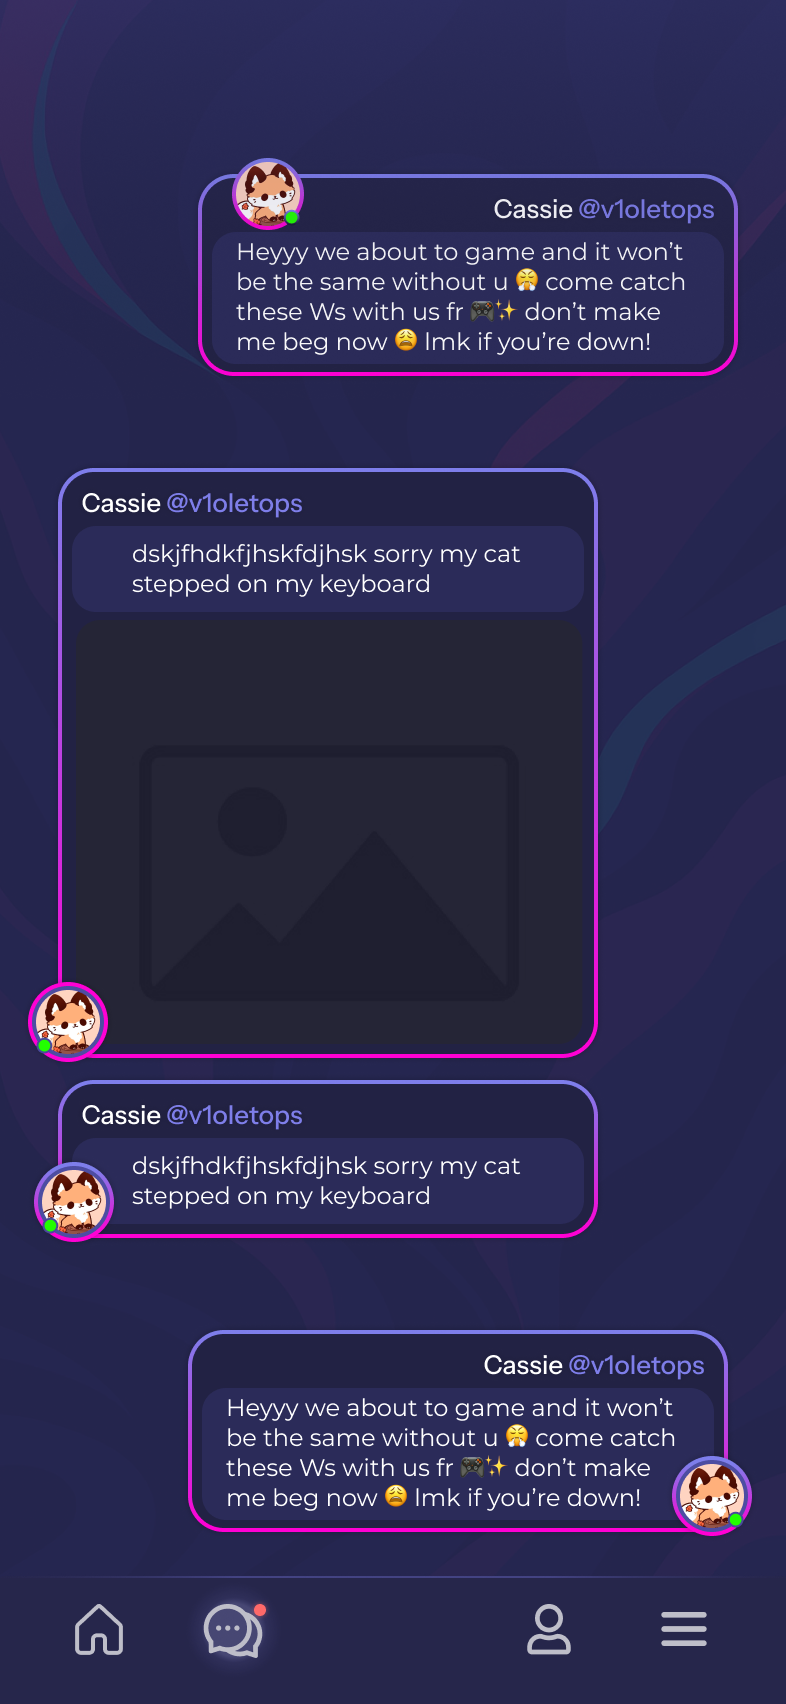 Cassie @v1oletops
Heyyy we about to game and it won’t
be the same without u 😤 come catch
these Ws with us fr 🎮✨ don’t make
me beg now 😩 lmk if you’re down!
Cassie @v1oletops
dskjfhdkfjhskfdjhsk sorry my cat
stepped on my keyboard
Cassie @v1oletops
dskjfhdkfjhskfdjhsk sorry my cat
stepped on my keyboard
Cassie @v1oletops
Heyyy we about to game and it won’t
be the same without u 😤 come catch
these Ws with us fr 🎮✨ don’t make
me beg now 😩 lmk if you’re down!